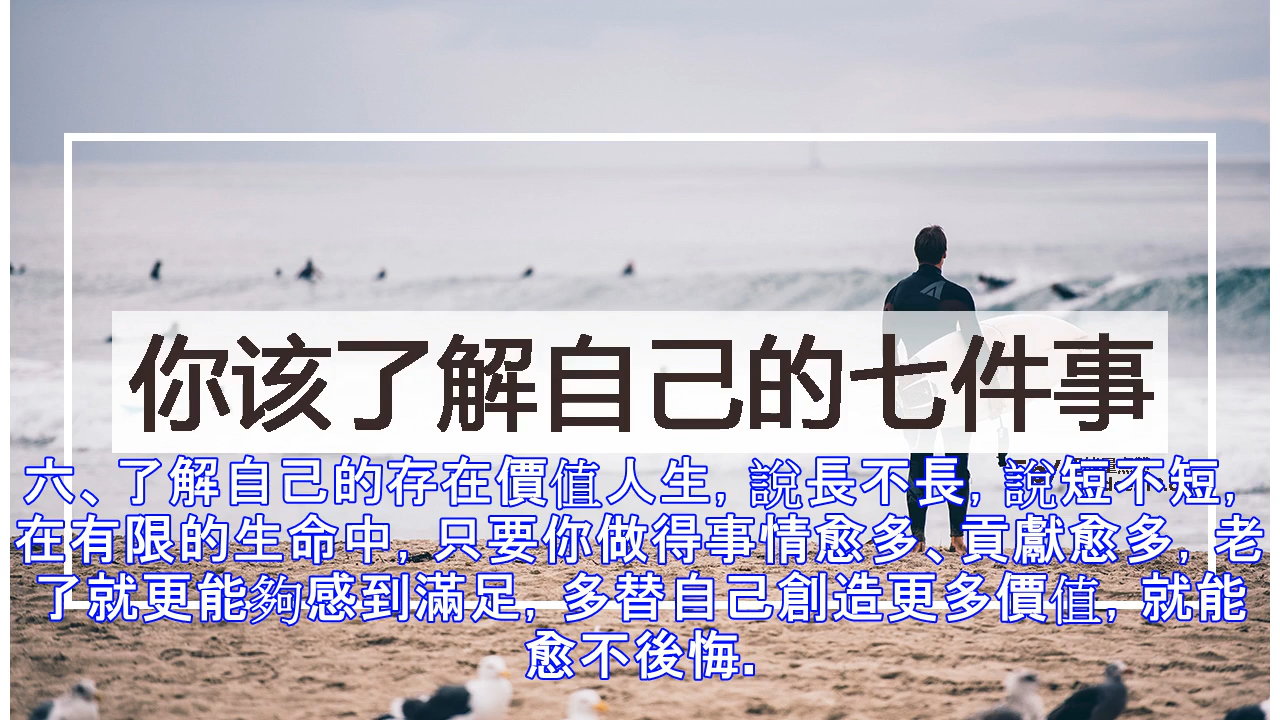 你该了解自己的七件事
六、了解自己的存在價值人生, 說長不長, 說短不短,
在有限的生命中, 只要你做得事情愈多、貢獻愈多, 老
了就更能夠感到滿足, 多替自己創造更多價值, 就能
愈不後悔.